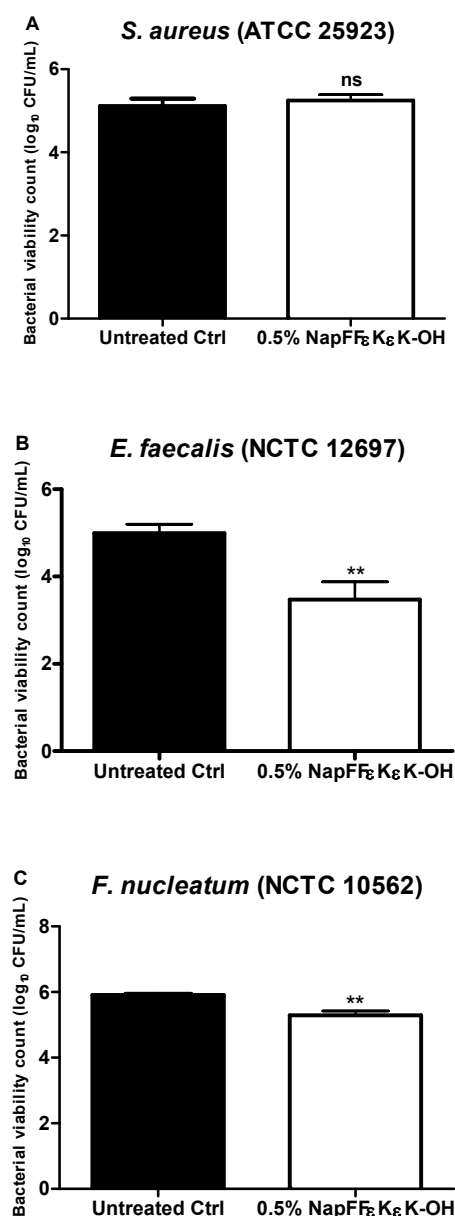 A
S. aureus (ATCC 25923)
Bacterial viability count (log₁₀ CFU/mL)
6
4
2
0
ns
Untreated Ctrl
0.5% NapFFεKεK-OH
B
E. faecalis (NCTC 12697)
Bacterial viability count (log₁₀ CFU/mL)
6
4
2
0
**
Untreated Ctrl
0.5% NapFFεKεK-OH
C
F. nucleatum (NCTC 10562)
Bacterial viability count (log₁₀ CFU/mL)
8
6
4
2
0
**
Untreated Ctrl
0.5% NapFFεKεK-OH